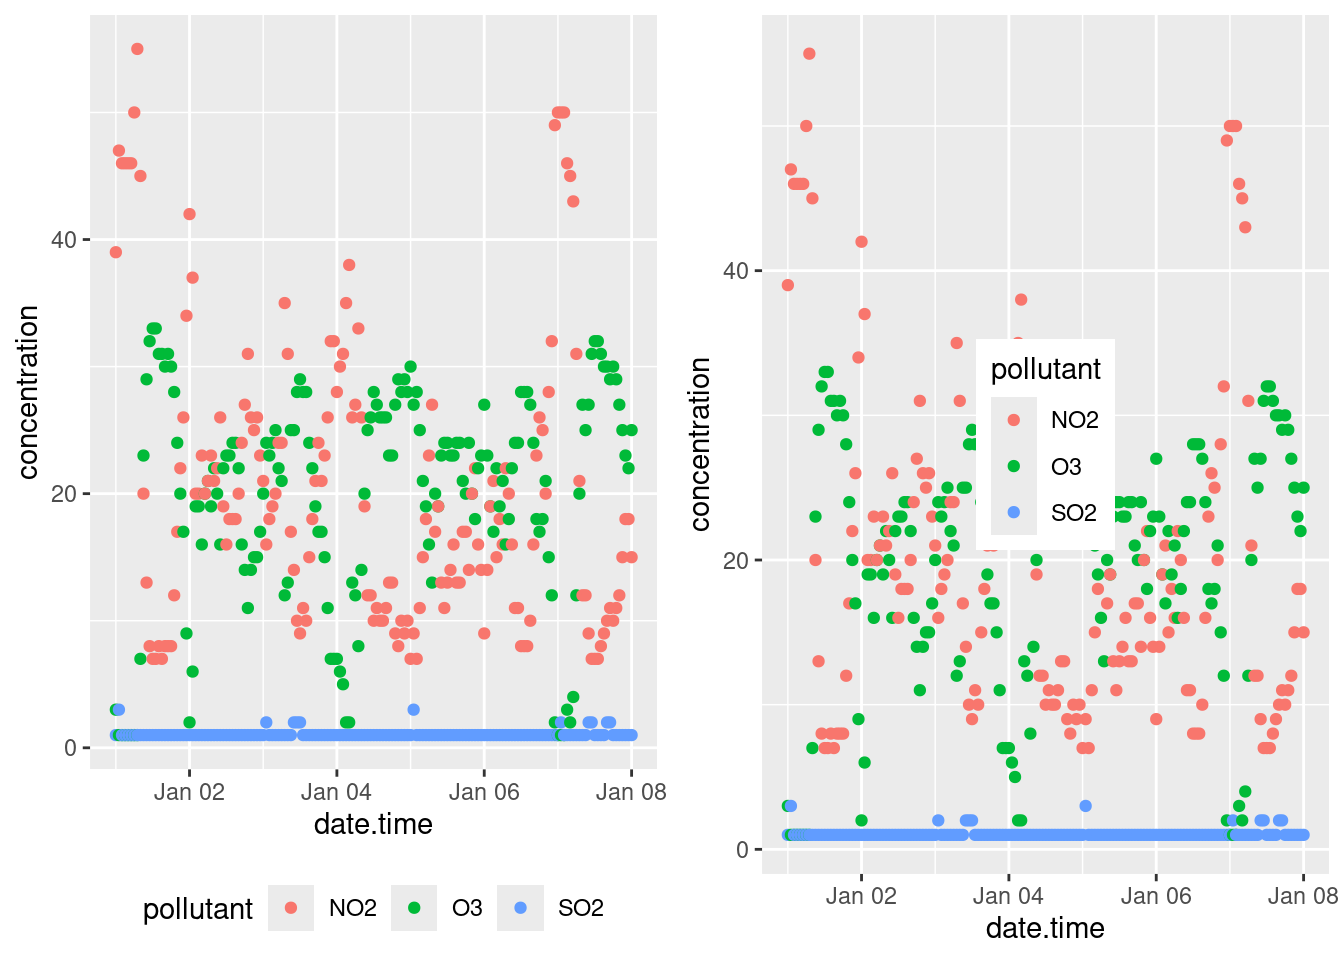 concentration
40
20
0
Jan 02 Jan 04 Jan 06 Jan 08
date.time
pollutant NO2 O3 SO2
concentration
40
20
0
pollutant
NO2
O3
SO2
Jan 02 Jan 04 Jan 06 Jan 08
date.time